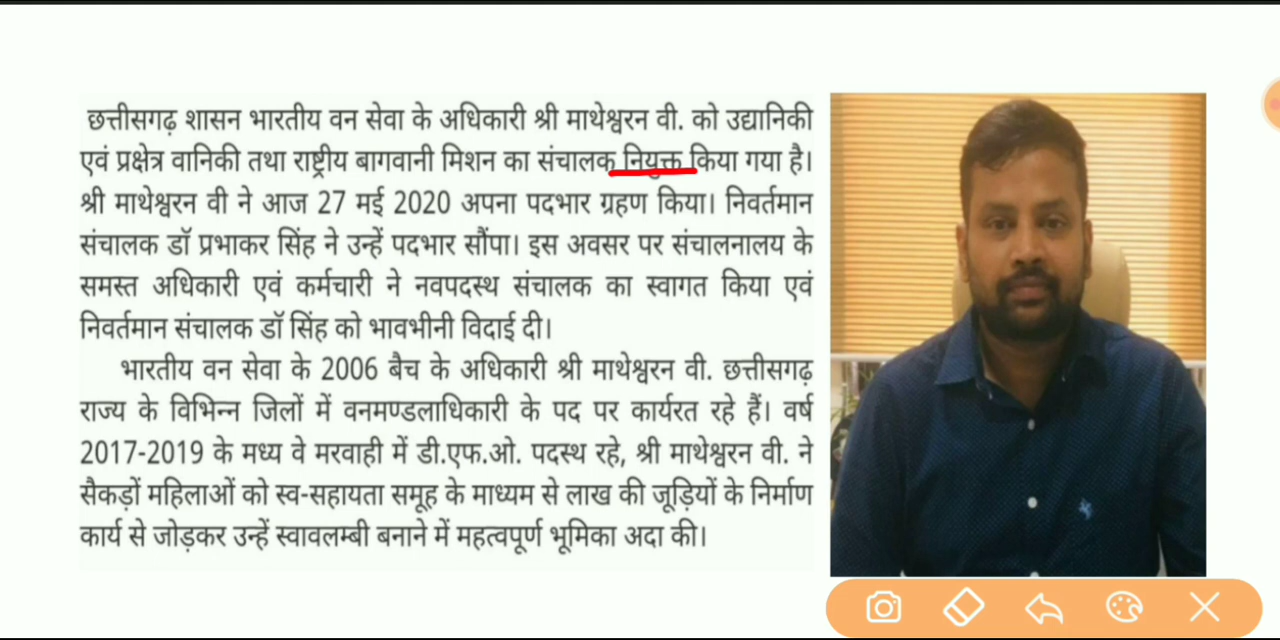 छत्तीसगढ़ शासन भारतीय वन सेवा के अधिकारी श्री माथेश्वरन वी. को उद्यानिकी
एवं प्रक्षेत्र वानिकी तथा राष्ट्रीय बागवानी मिशन का संचालक नियुक्त किया गया है।
श्री माथेश्वरन वी ने आज 27 मई 2020 अपना पदभार ग्रहण किया। निवर्तमान
संचालक डॉ प्रभाकर सिंह ने उन्हें पदभार सौंपा। इस अवसर पर संचालनालय के
समस्त अधिकारी एवं कर्मचारी ने नवपदस्थ संचालक का स्वागत किया एवं
निवर्तमान संचालक डॉ सिंह को भावभीनी विदाई दी।
भारतीय वन सेवा के 2006 बैच के अधिकारी श्री माथेश्वरन वी. छत्तीसगढ़
राज्य के विभिन्न जिलों में वनमण्डलाधिकारी के पद पर कार्यरत रहे हैं। वर्ष
2017-2019 के मध्य वे मरवाही में डी.एफ.ओ. पदस्थ रहे, श्री माथेश्वरन वी. ने
सैकड़ों महिलाओं को स्व-सहायता समूह के माध्यम से लाख की जूड़ियों के निर्माण
कार्य से जोड़कर उन्हें स्वावलम्बी बनाने में महत्वपूर्ण भूमिका अदा की।